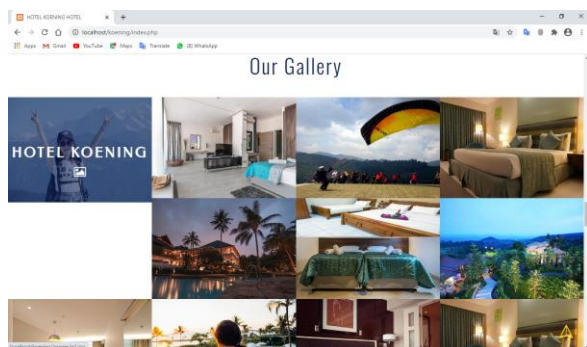 HOTEL KOENING HOTEL
localhost/koening/index.php
Apps Gmail YouTube Maps Translate (8) WhatsApp
Our Gallery
HOTEL KOENING